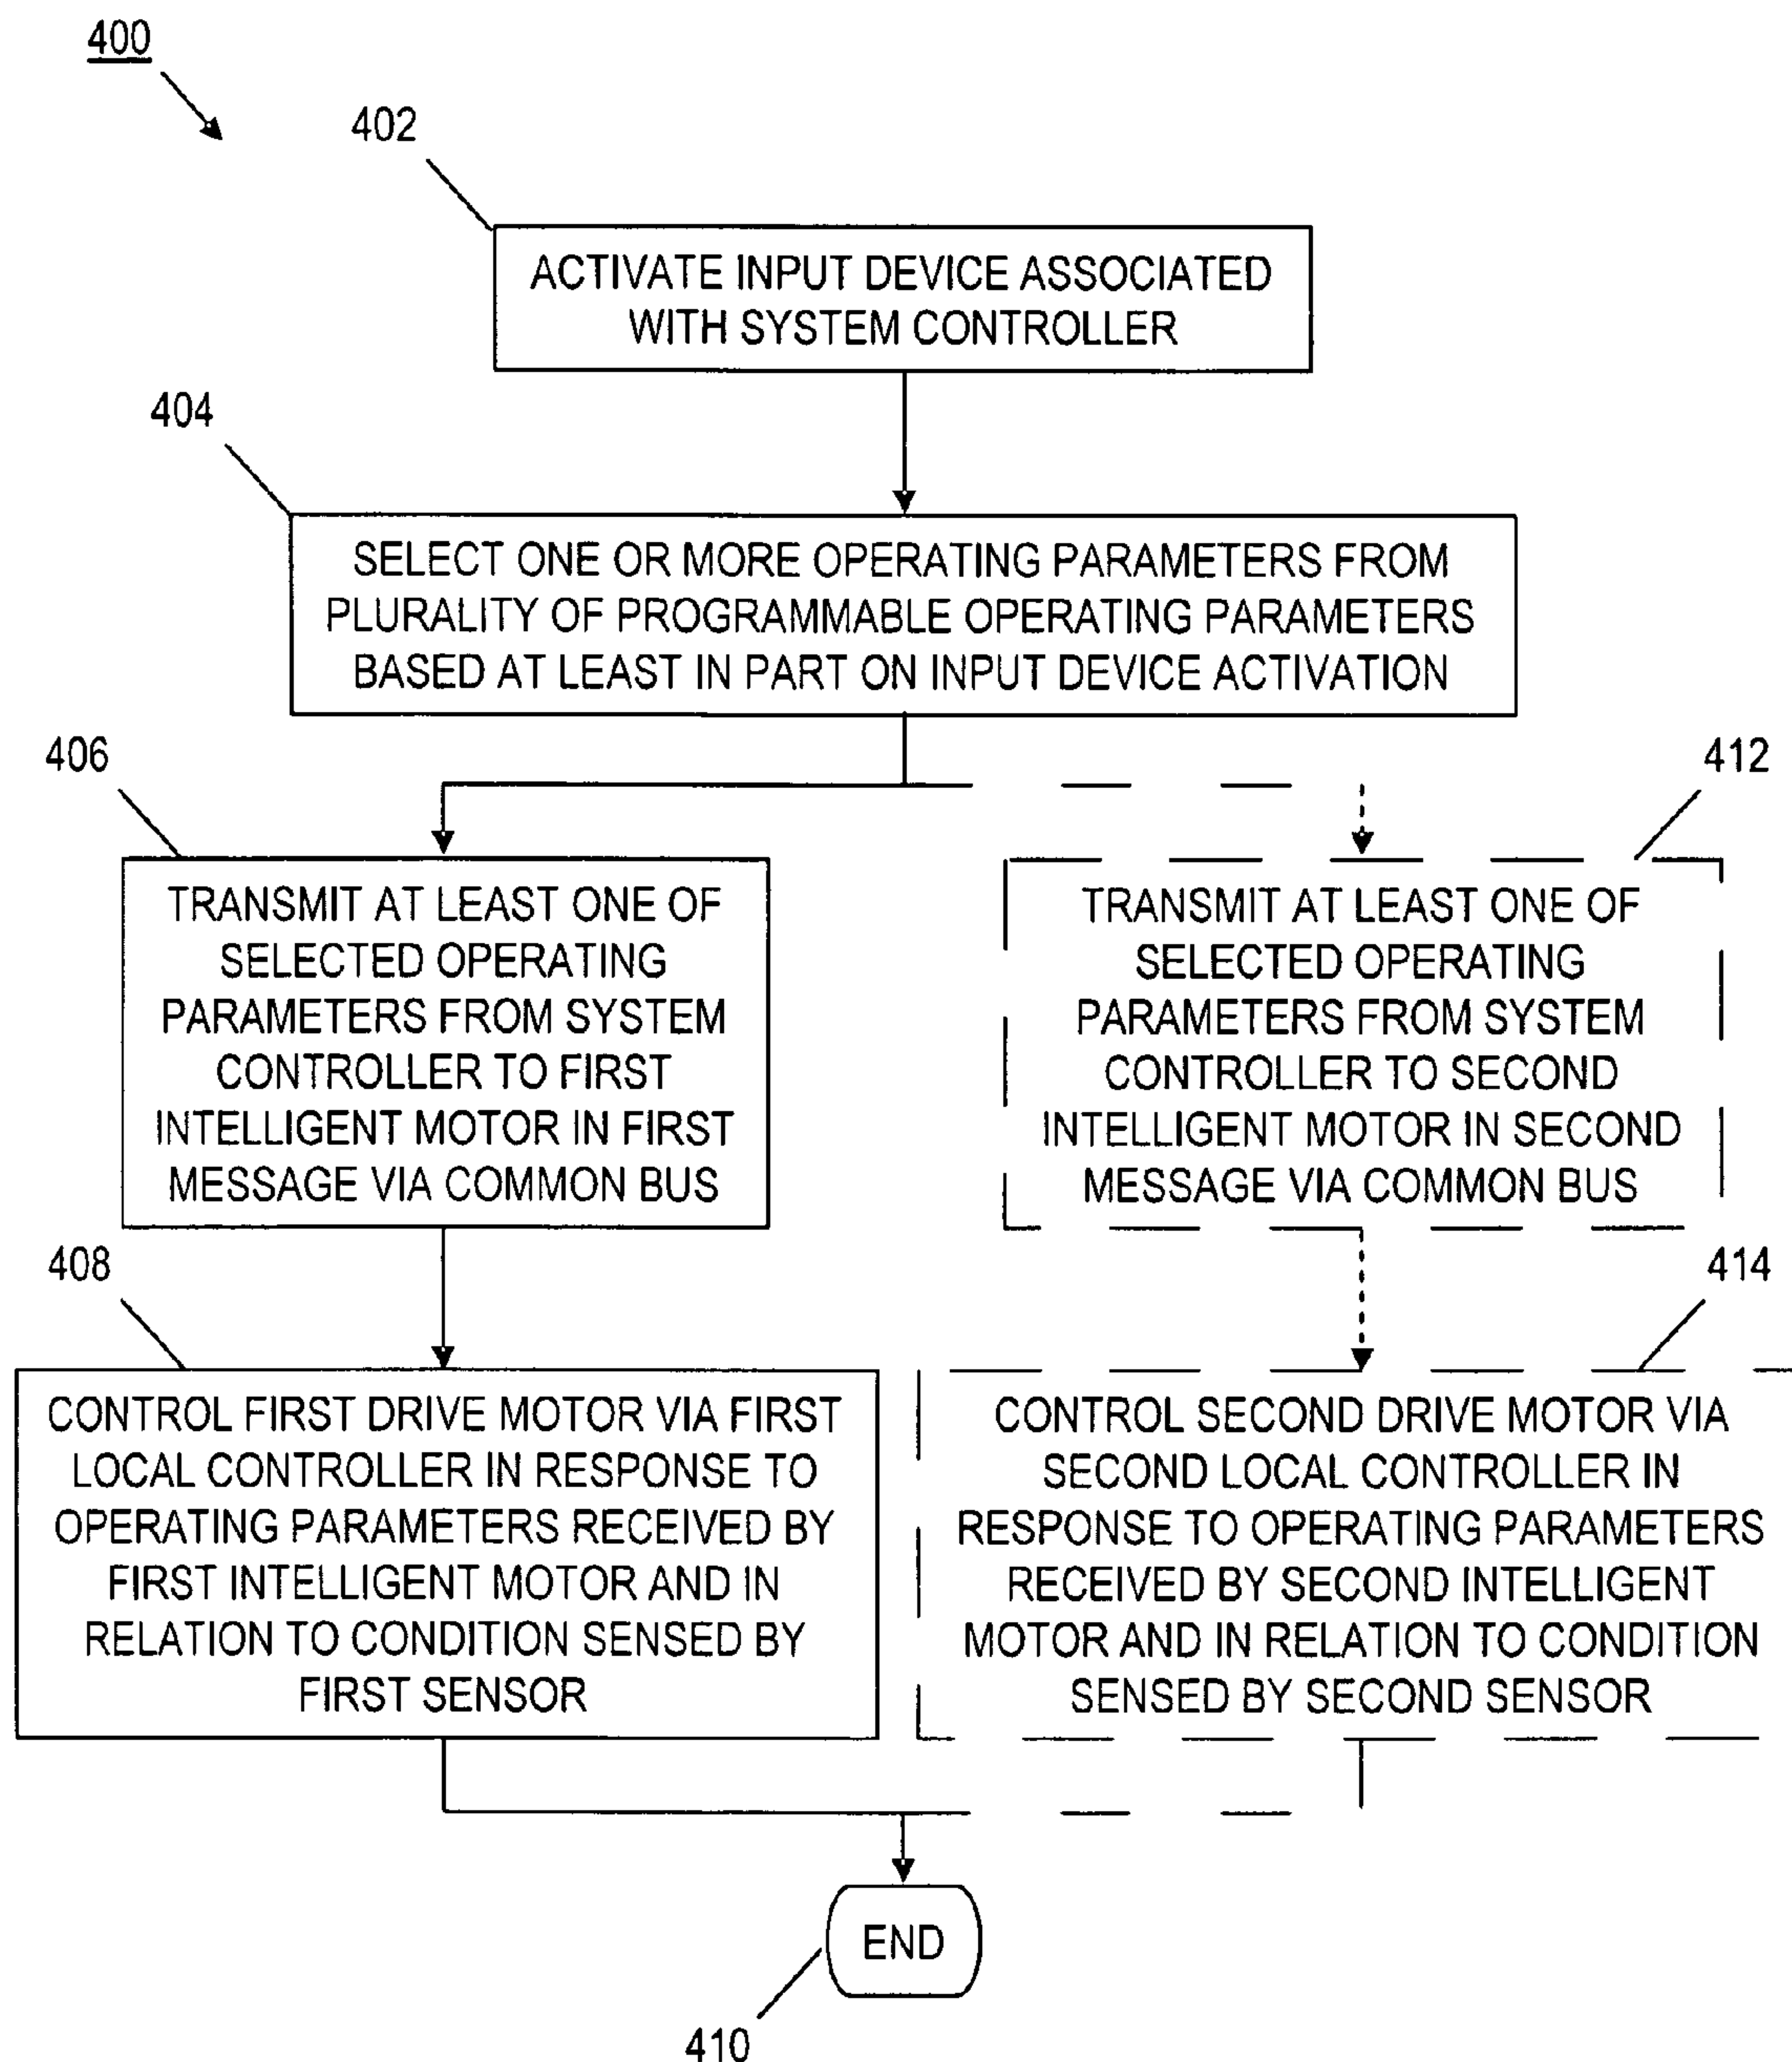 400
402
ACTIVATE INPUT DEVICE ASSOCIATED
WITH SYSTEM CONTROLLER
404
SELECT ONE OR MORE OPERATING PARAMETERS FROM
PLURALITY OF PROGRAMMABLE OPERATING PARAMETERS
BASED AT LEAST IN PART ON INPUT DEVICE ACTIVATION
406
TRANSMIT AT LEAST ONE OF
SELECTED OPERATING
PARAMETERS FROM SYSTEM
CONTROLLER TO FIRST
INTELLIGENT MOTOR IN FIRST
MESSAGE VIA COMMON BUS
412
TRANSMIT AT LEAST ONE OF
SELECTED OPERATING
PARAMETERS FROM SYSTEM
CONTROLLER TO SECOND
INTELLIGENT MOTOR IN SECOND
MESSAGE VIA COMMON BUS
408
CONTROL FIRST DRIVE MOTOR VIA FIRST
LOCAL CONTROLLER IN RESPONSE TO
OPERATING PARAMETERS RECEIVED BY
FIRST INTELLIGENT MOTOR AND IN
RELATION TO CONDITION SENSED BY
FIRST SENSOR
414
CONTROL SECOND DRIVE MOTOR VIA
SECOND LOCAL CONTROLLER IN
RESPONSE TO OPERATING PARAMETERS
RECEIVED BY SECOND INTELLIGENT
MOTOR AND IN RELATION TO CONDITION
SENSED BY SECOND SENSOR
END
410